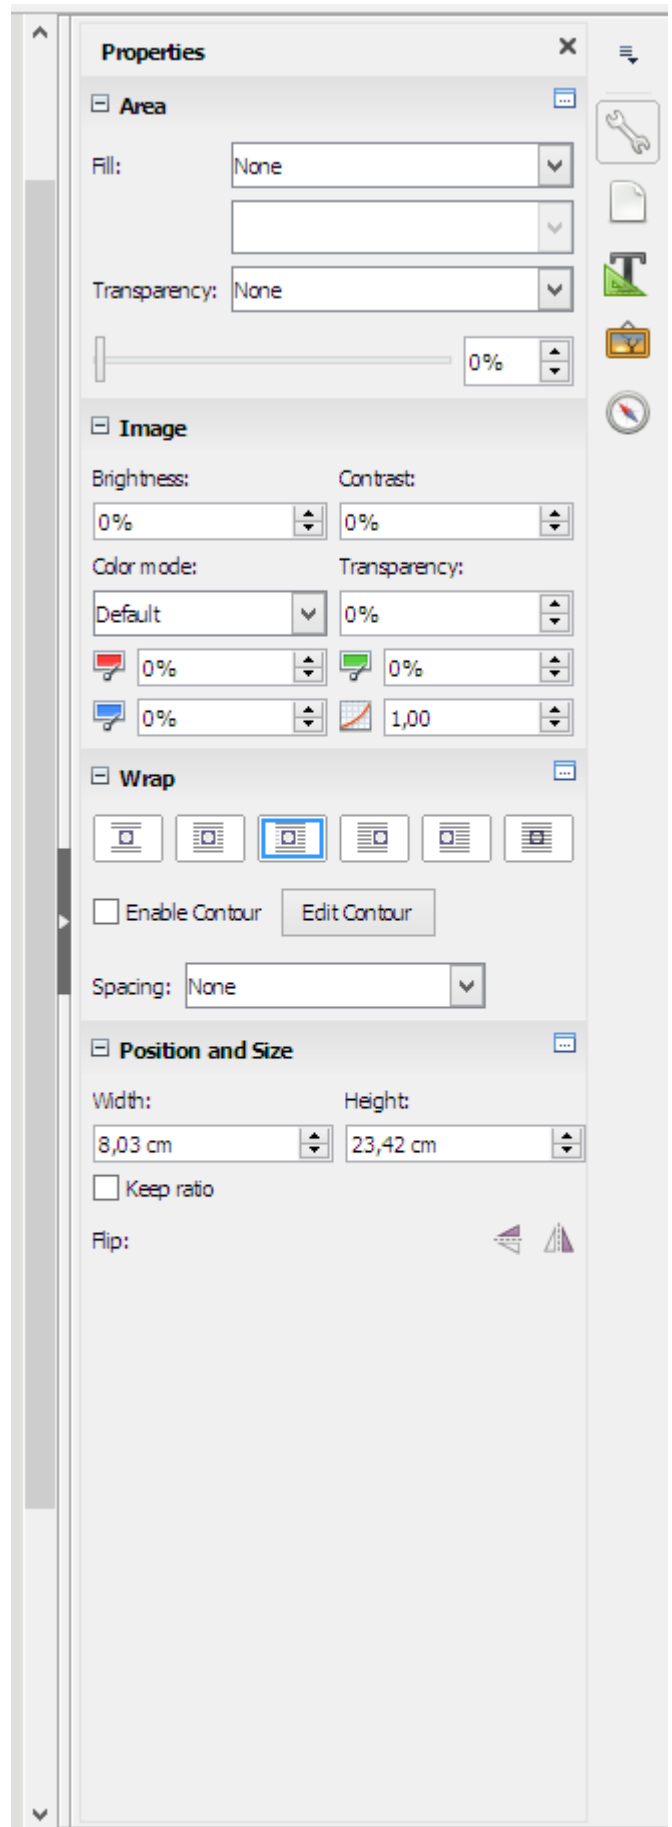 Properties
Area
Fill: None
Transparency: None
0%
Image
Brightness: Contrast:
0% 0%
Color mode: Transparency:
Default 0%
0% 0%
0% 1,00
Wrap
Enable Contour Edit Contour
Spacing: None
Position and Size
Width: Height:
8,03 cm 23,42 cm
Keep ratio
Flip: